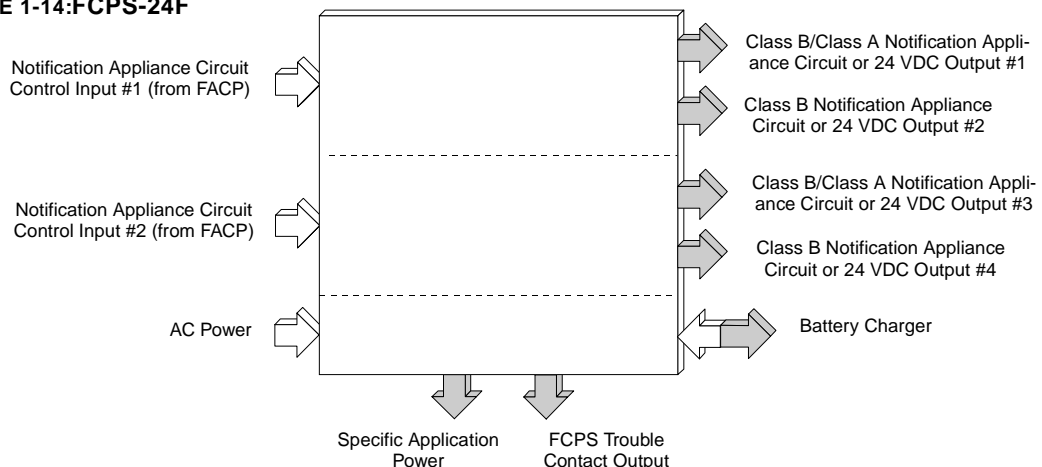 E 1-14:FCPS-24F
Notification Appliance Circuit
Control Input #1 (from FACP)
Notification Appliance Circuit
Control Input #2 (from FACP)
AC Power
Class B/Class A Notification Appli-
ance Circuit or 24 VDC Output #1
Class B Notification Appliance
Circuit or 24 VDC Output #2
Class B/Class A Notification Appli-
ance Circuit or 24 VDC Output #3
Class B Notification Appliance
Circuit or 24 VDC Output #4
Battery Charger
Specific Application
Power
FCPS Trouble
Contact Output